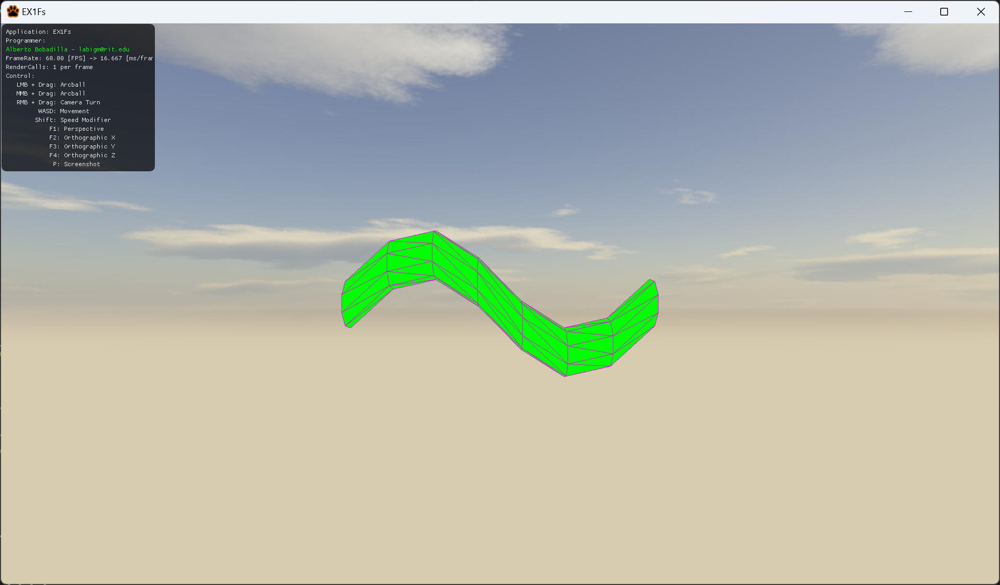 EX1Fs
Application: EX1Fs
Programmer:
Alberto Bobadilla - labigm@rit.edu
FrameRate: 60.00 [FPS] -> 16.667 [ms/fram
RenderCalls: 1 per frame
Control:
LMB + Drag: Arcball
MMB + Drag: Arcball
RMB + Drag: Camera Turn
WASD: Movement
Shift: Speed Modifier
F1: Perspective
F2: Orthographic X
F3: Orthographic Y
F4: Orthographic Z
P: Screenshot